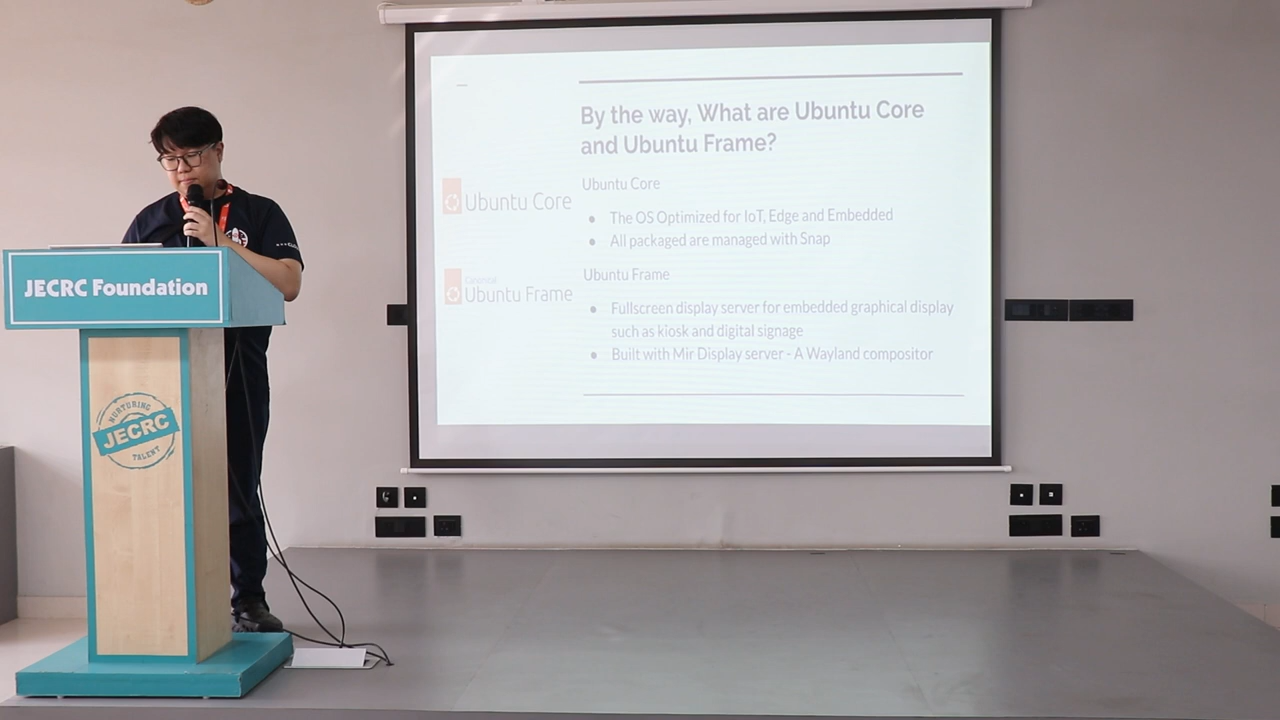 By the way, What are Ubuntu Core
and Ubuntu Frame?
Ubuntu Core
Ubuntu Core
● The OS Optimized for IoT, Edge and Embedded
● All packaged are managed with Snap
Canonical
Ubuntu Frame
Ubuntu Frame
● Fullscreen display server for embedded graphical display
such as kiosk and digital signage
● Built with Mir Display server - A Wayland compositor
JECRC Foundation
NURTURING
JECRC
TALENT